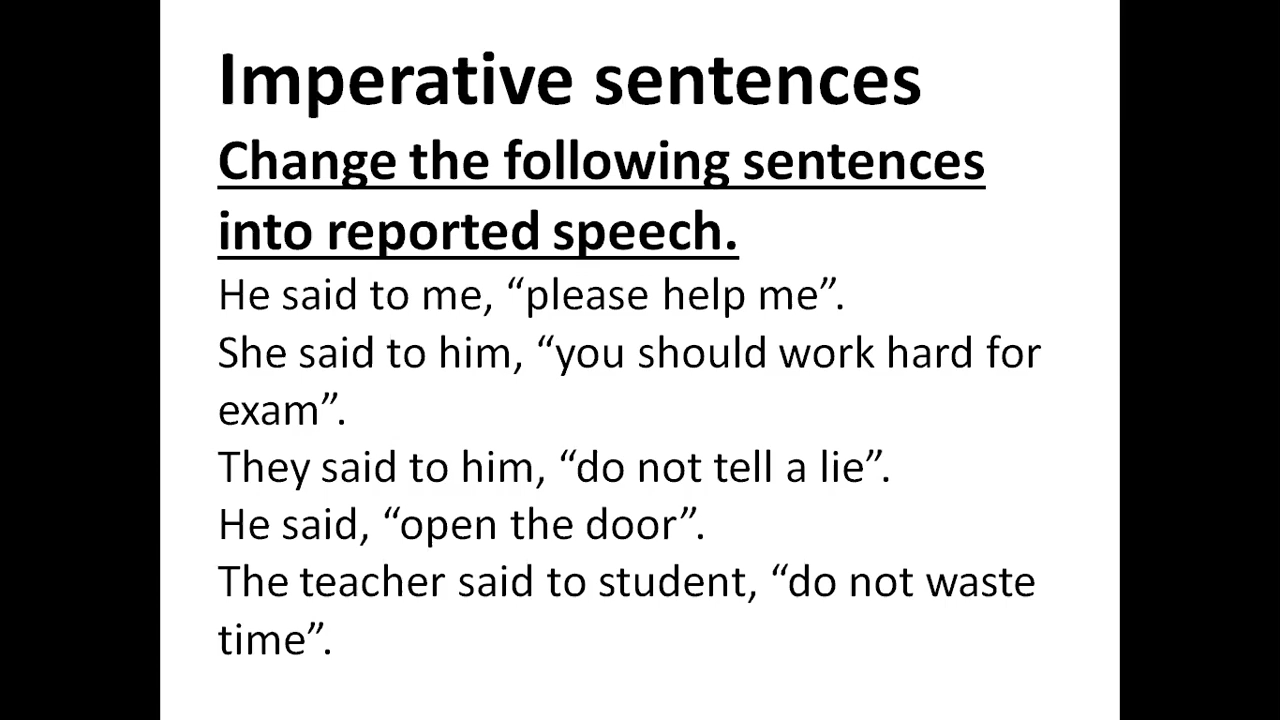 Imperative sentences
Change the following sentences
into reported speech.
He said to me, “please help me”.
She said to him, “you should work hard for
exam”.
They said to him, “do not tell a lie”.
He said, “open the door”.
The teacher said to student, “do not waste
time”.